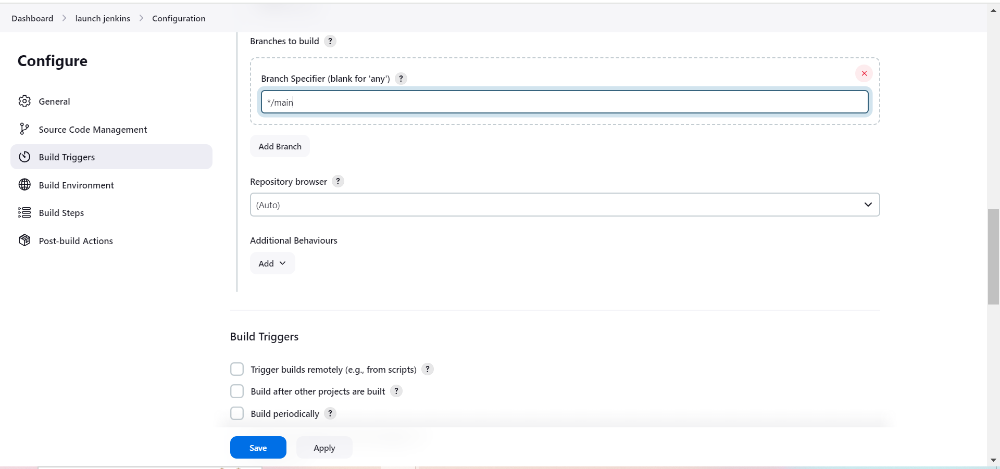 Dashboard > launch jenkins > Configuration
Configure
General
Source Code Management
Build Triggers
Build Environment
Build Steps
Post-build Actions
Branches to build ?
Branch Specifier (blank for 'any') ?
*/main
Add Branch
Repository browser ?
(Auto)
Additional Behaviours
Add
Build Triggers
Trigger builds remotely (e.g., from scripts) ?
Build after other projects are built ?
Build periodically ?
Save Apply